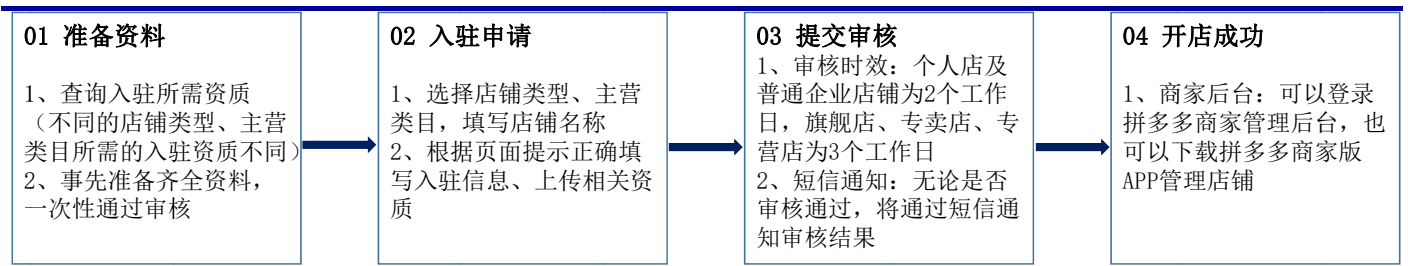 01 准备资料
1、查询入驻所需资质
（不同的店铺类型、主营
类目所需的入驻资质不同）
2、事先准备齐全资料，
一次性通过审核
02 入驻申请
1、选择店铺类型、主营
类目，填写店铺名称
2、根据页面提示正确填
写入驻信息、上传相关资
质
03 提交审核
1、审核时效：个人店及
普通企业店铺为2个工作
日，旗舰店、专卖店、专
营店为3个工作日
2、短信通知：无论是否
审核通过，将通过短信通
知审核结果
04 开店成功
1、商家后台：可以登录
拼多多商家管理后台，也
可以下载拼多多商家版
APP管理店铺